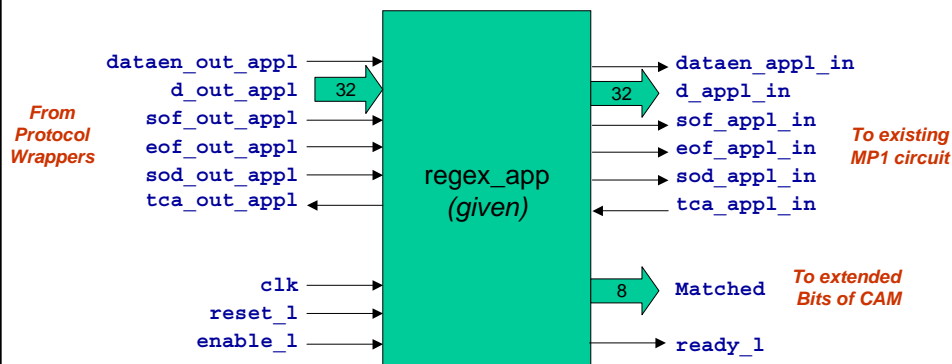 From
Protocol
Wrappers
dataen_out_appl
d_out_appl
32
sof_out_appl
eof_out_appl
sod_out_appl
tca_out_appl
clk
reset_l
enable_l
regex_app
(given)
dataen_appl_in
32
d_appl_in
sof_appl_in
eof_appl_in
sod_appl_in
tca_appl_in
To existing
MP1 circuit
8
Matched
To extended
Bits of CAM
ready_l